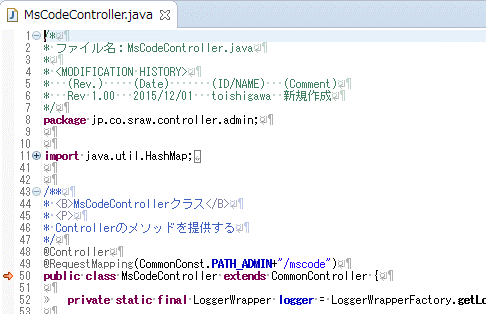 MsCodeController.java
1 /*
2 * ファイル名：MsCodeController.java
3 *
4 * <MODIFICATION HISTORY>
5 * (Rev.) (Date) (ID/NAME) (Comment)
6 * Rev 1.00 2015/12/01 toishigawa 新規作成
7 */
8 package jp.co.sraw.controller.admin;
9
10
11 import java.util.HashMap;
41
42
43 /**
44 * <B>MsCodeControllerクラス</B>
45 * <P>
46 * Controllerのメソッドを提供する
47 */
48 @Controller
49 @RequestMapping(CommonConst.PATH_ADMIN+"/mscode")
50 public class MsCodeController extends CommonController {
51
52 private static final LoggerWrapper logger = LoggerWrapperFactory.getLo
53